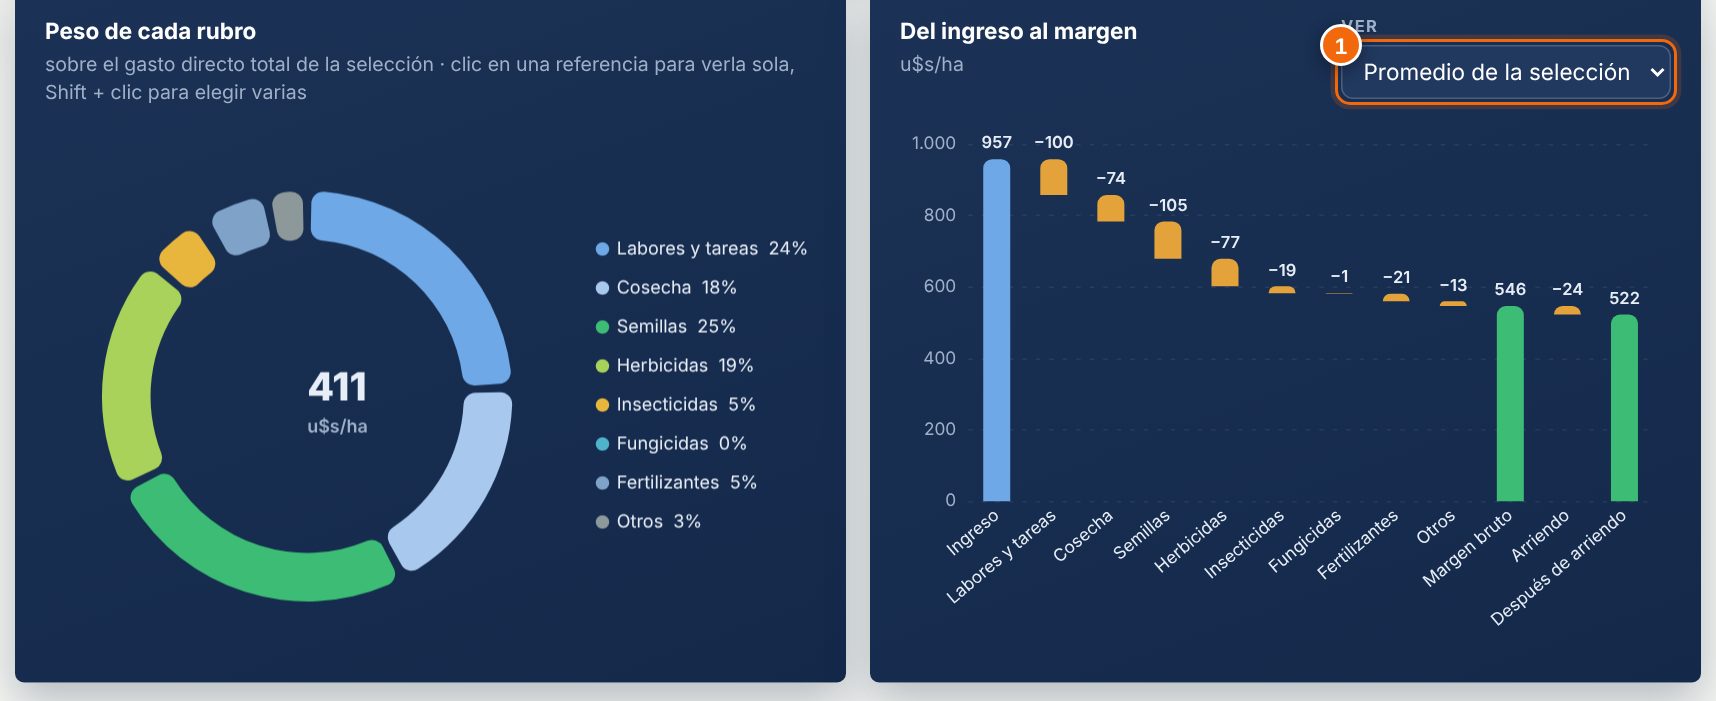 Peso de cada rubro
sobre el gasto directo total de la selección · clic en una referencia para verla sola,
Shift + clic para elegir varias
411
u$s/ha
Labores y tareas 24%
Cosecha 18%
Semillas 25%
Herbicidas 19%
Insecticidas 5%
Fungicidas 0%
Fertilizantes 5%
Otros 3%
Del ingreso al margen
u$s/ha
VER
1
Promedio de la selección
1.000
800
600
400
200
0
957
−100
−74
−105
−77
−19
−1
−21
−13
546
−24
522
Ingreso
Labores y tareas
Cosecha
Semillas
Herbicidas
Insecticidas
Fungicidas
Fertilizantes
Otros
Margen bruto
Arriendo
Después de arriendo